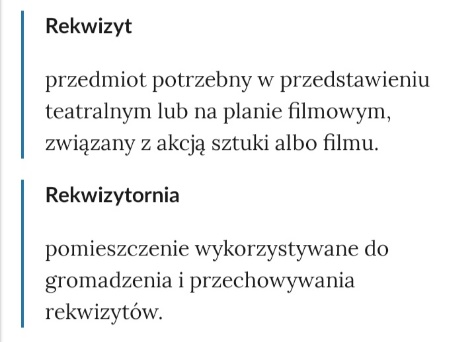 Rekwizyt
przedmiot potrzebny w przedstawieniu
teatralnym lub na planie filmowym,
związany z akcją sztuki albo filmu.
Rekwizytornia
pomieszczenie wykorzystywane do
gromadzenia i przechowywania
rekwizytów.